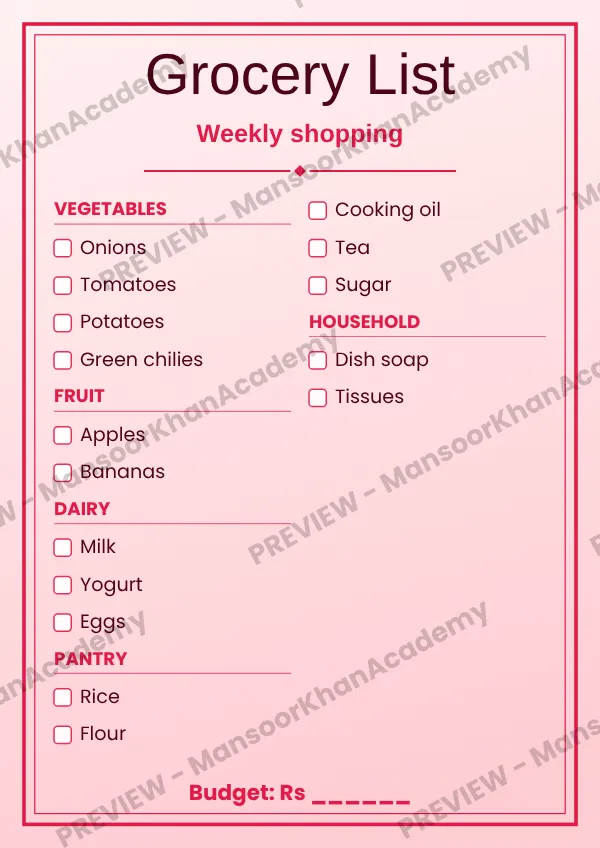 Grocery List
Weekly shopping
VEGETABLES
Onions
Tomatoes
Potatoes
Green chilies
FRUIT
Apples
Bananas
DAIRY
Milk
Yogurt
Eggs
PANTRY
Rice
Flour
Cooking oil
Tea
Sugar
HOUSEHOLD
Dish soap
Tissues
Budget: Rs ______
PREVIEW - MansoorKhanAcademy